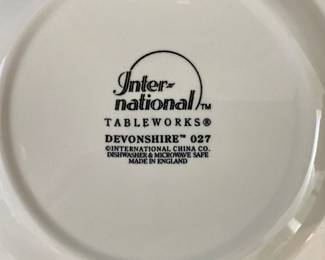 Inter-
national™
TABLEWORKS®
DEVONSHIRE™ 027
©INTERNATIONAL CHINA CO.
DISHWASHER & MICROWAVE SAFE
MADE IN ENGLAND